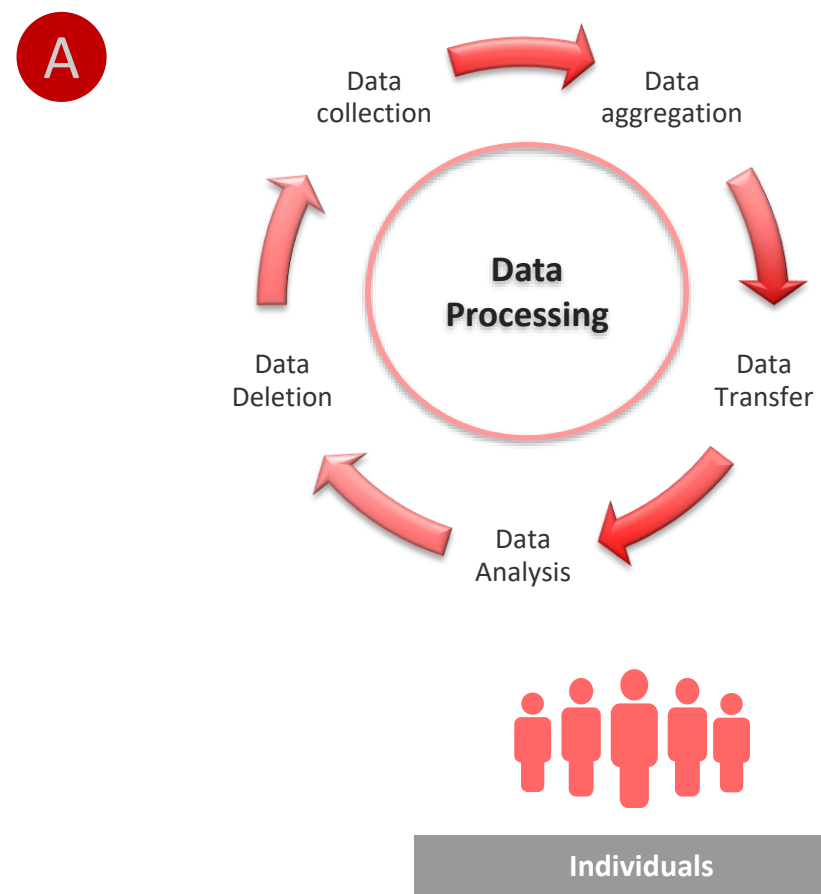 A
Data
collection
Data
aggregation
Data
Processing
Data
Transfer
Data
Deletion
Data
Analysis
Individuals